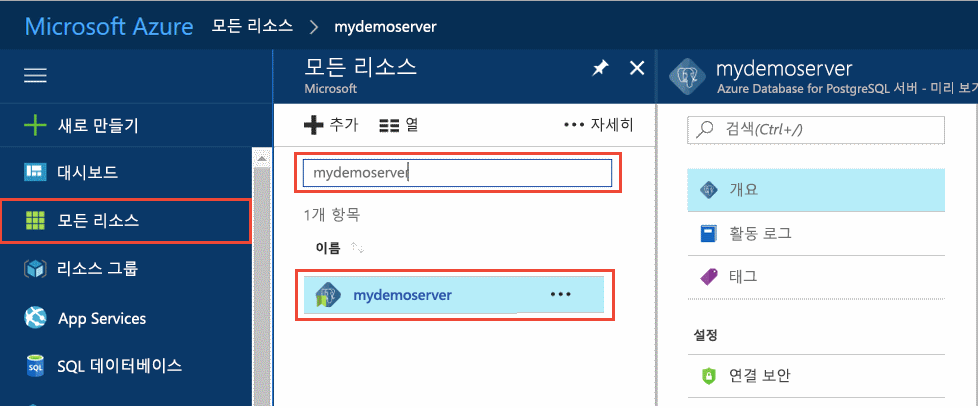 Microsoft Azure 모든 리소스 > mydemoserver
새로 만들기
대시보드
모든 리소스
리소스 그룹
App Services
SQL 데이터베이스
모든 리소스
Microsoft
추가 열 ••• 자세히
mydemoserver
1개 항목
이름
mydemoserver •••
mydemoserver
Azure Database for PostgreSQL 서버 - 미리 보기
검색(Ctrl+/)
개요
활동 로그
태그
설정
연결 보안